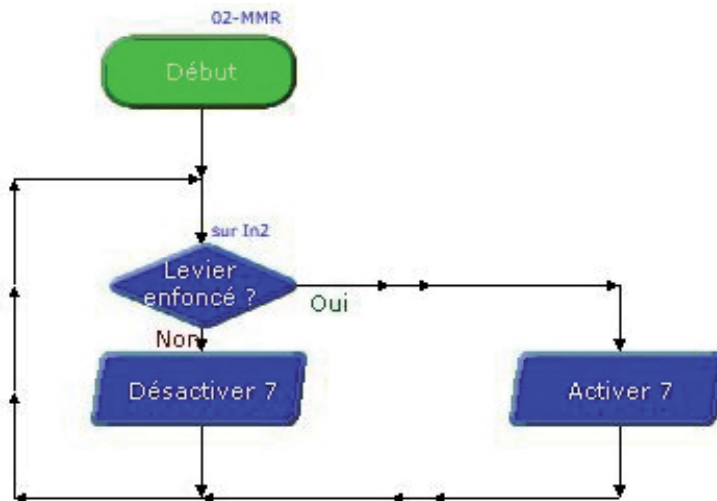 02-MMR
Début
sur In2
Levier
enfoncé ?
Oui
Non
Désactiver 7
Activer 7